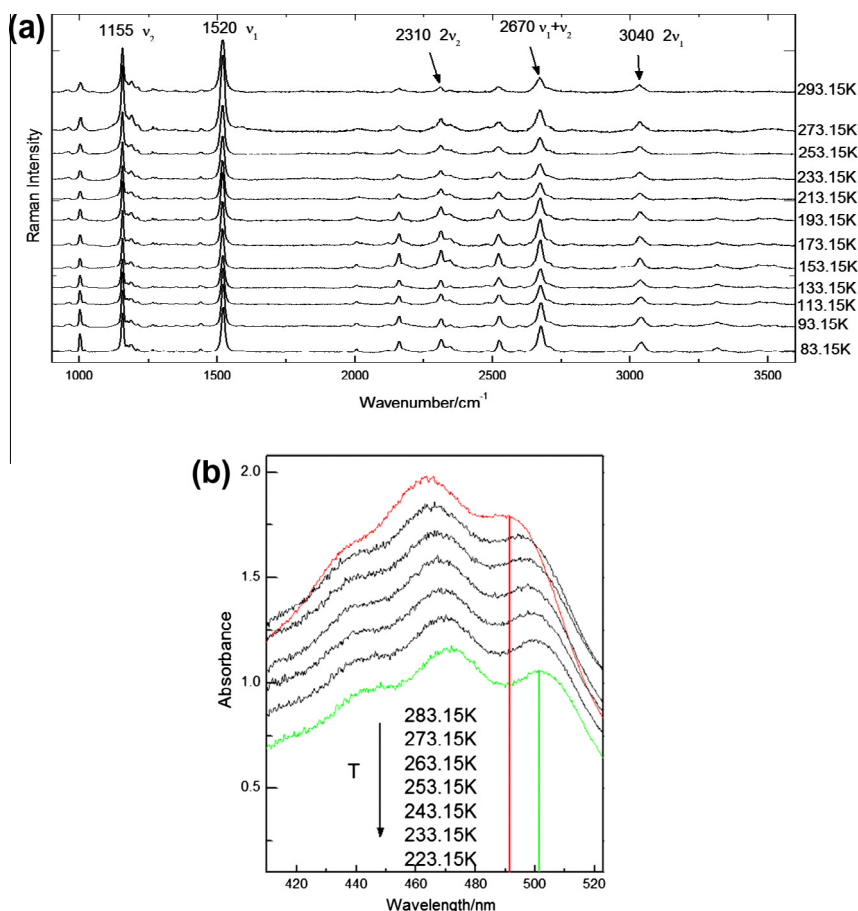 (a)
1155 ν₂
1520 ν₁
2310 2ν₂
2670 ν₁+ν₂
3040 2ν₁
Raman Intensity
293.15K
273.15K
253.15K
233.15K
213.15K
193.15K
173.15K
153.15K
133.15K
113.15K
93.15K
83.15K
1000 1500 2000 2500 3000 3500
Wavenumber/cm⁻¹
(b)
2.0
1.5
1.0
0.5
Absorbance
283.15K
273.15K
263.15K
253.15K
243.15K
233.15K
223.15K
T
420 440 460 480 500 520
Wavelength/nm